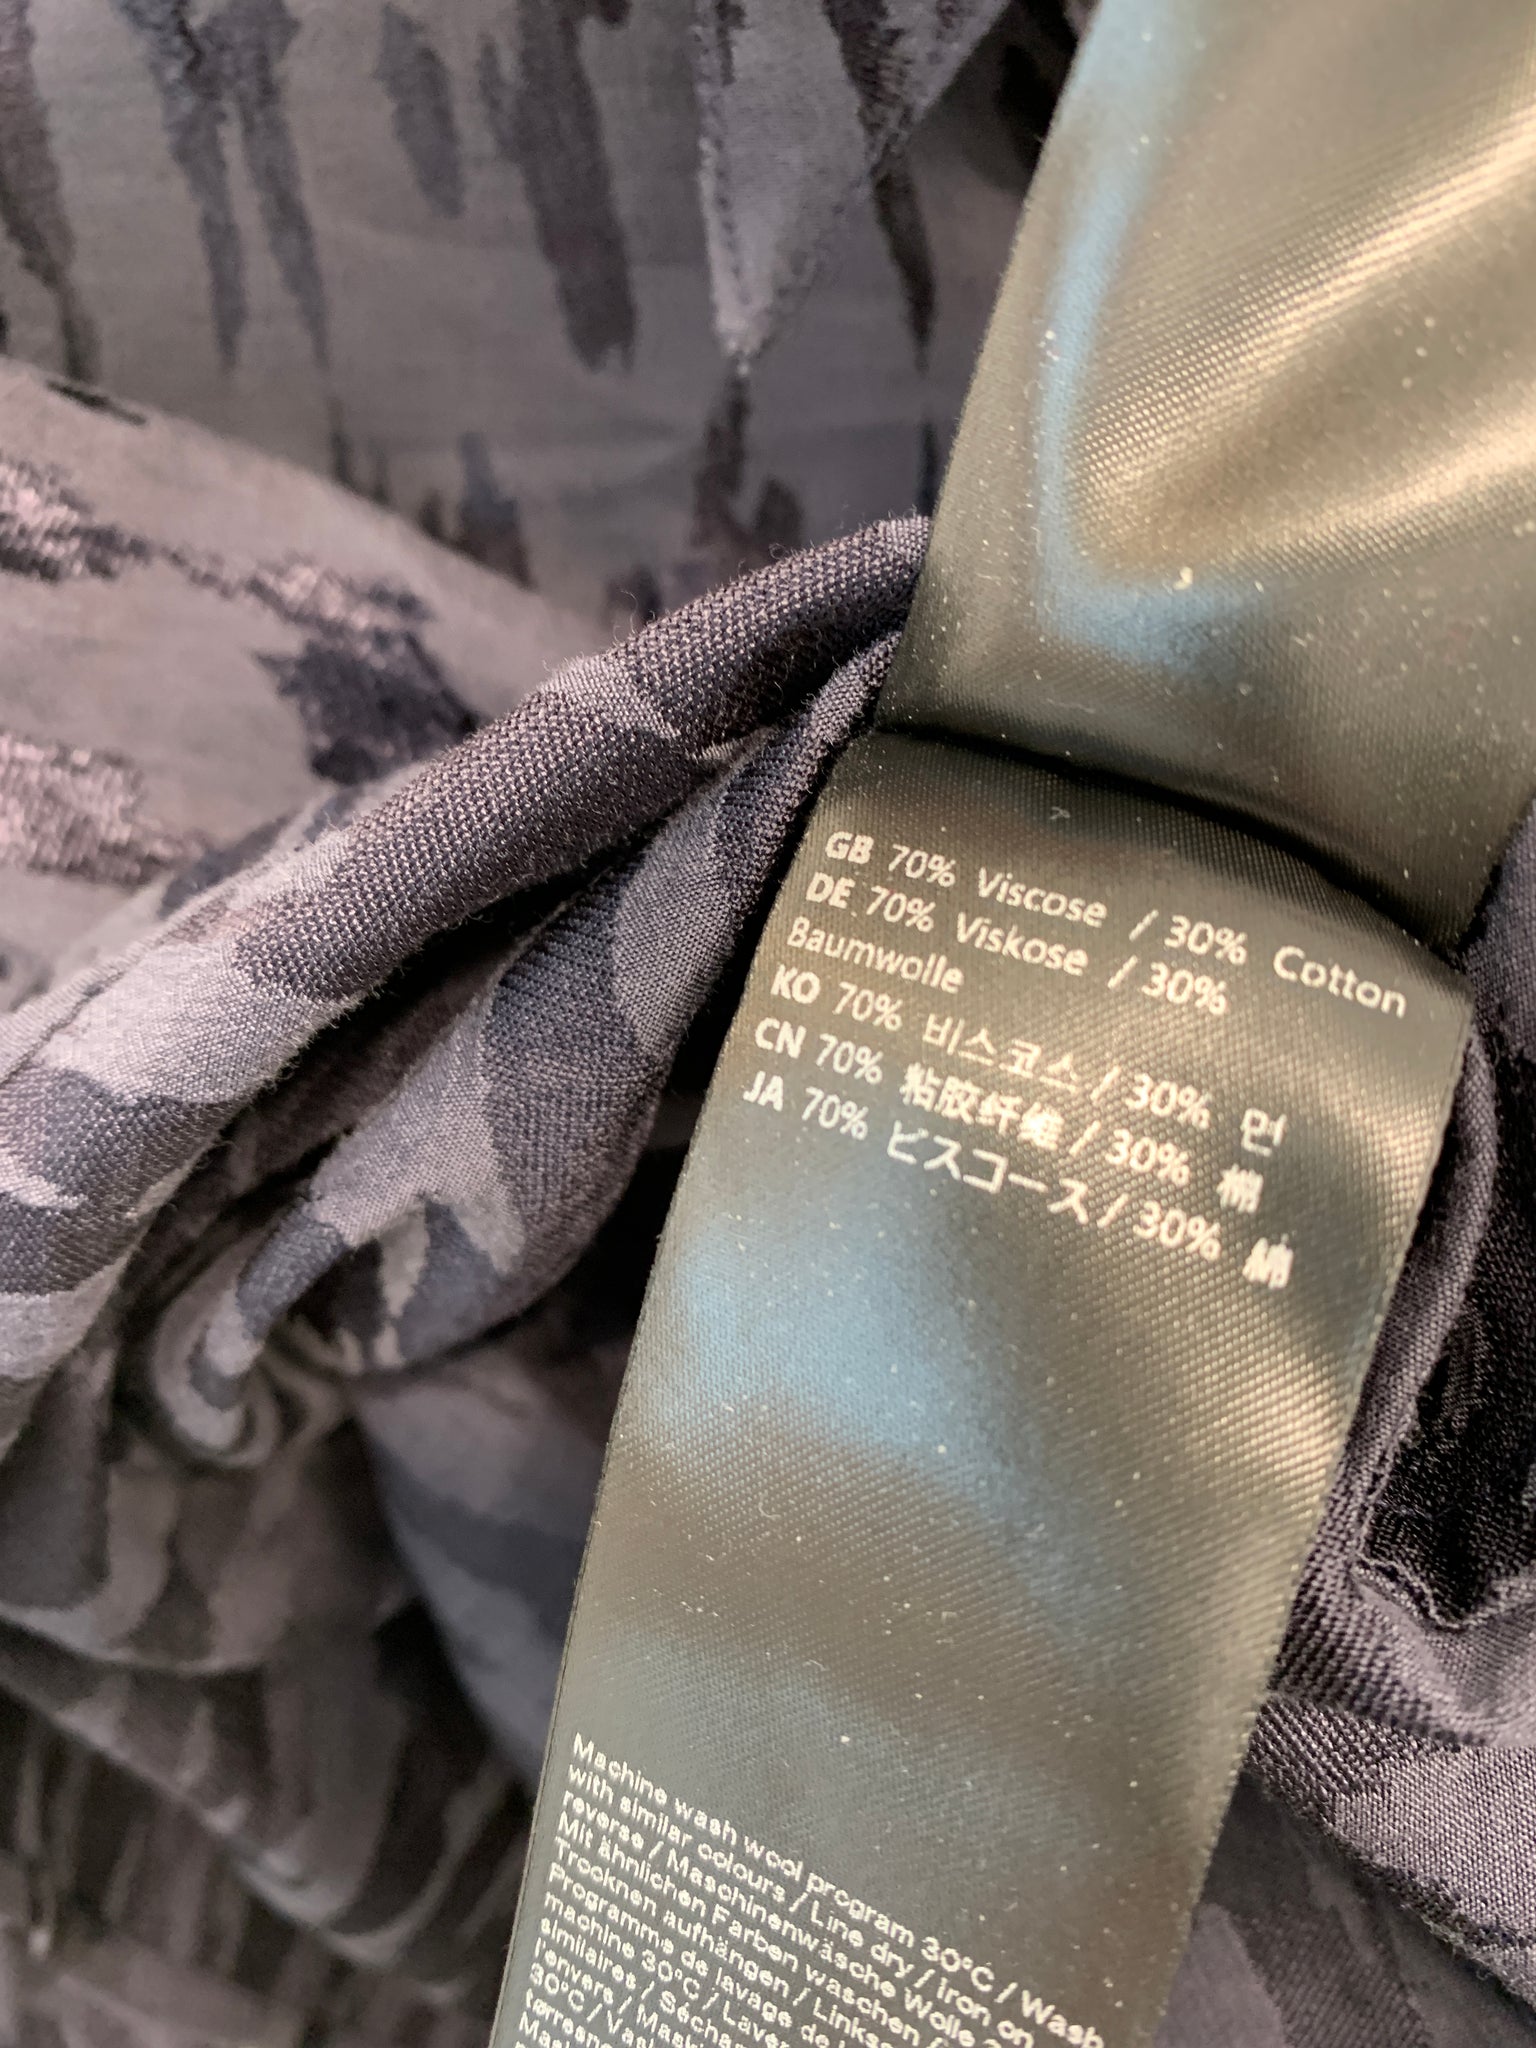 GB 70% Viscose / 30% Cotton
DE 70% Viskose / 30%
Baumwolle
KO 70% 비스코스 / 30% 면
CN 70% 粘胶纤维 / 30% 棉
JA 70% ビスコース / 30% 綿
Machine wash wool program 30°C / Wash
with similar colours / Line dry / Iron on
reverse / Maschinenwäsche Wolle
Mit ähnlichen Farben waschen
Trocknen aufhängen / Links
Programme de lavage
machine 30°C / Laver
similaires /
l'envers /
30°C /